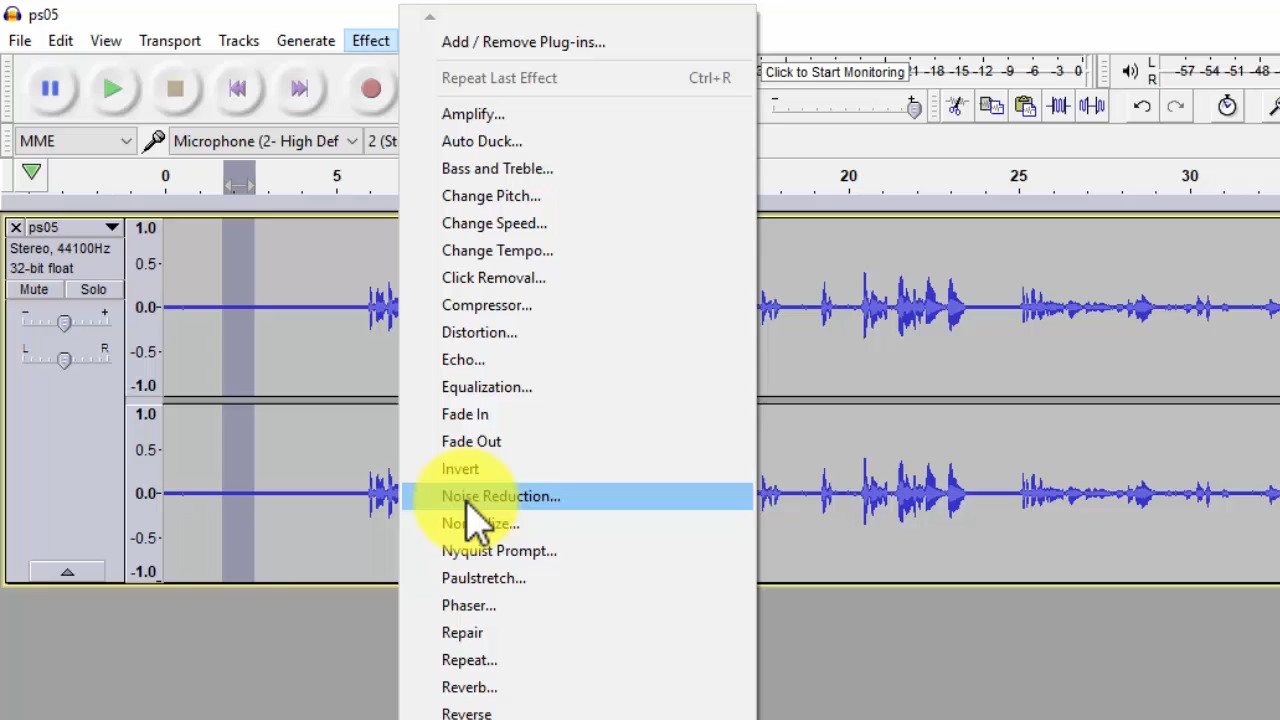 ps05
File Edit View Transport Tracks Generate Effect
Add / Remove Plug-ins...
Repeat Last Effect Ctrl+R
Amplify...
Auto Duck...
Bass and Treble...
Change Pitch...
Change Speed...
Change Tempo...
Click Removal...
Compressor...
Distortion...
Echo...
Equalization...
Fade In
Fade Out
Invert
Noise Reduction...
Normalize...
Nyquist Prompt...
Paulstretch...
Phaser...
Repair
Repeat...
Reverb...
Reverse
Click to Start Monitoring -21 -18 -15 -12 -9 -6 -3 0
L
R
-57 -54 -51 -48
- +
MME Microphone (2- High Def 2 (St
0 5 20 25 30
ps05
Stereo, 44100Hz
32-bit float
Mute Solo
- +
L R
1.0
0.5-
0.0-
-0.5-
-1.0
1.0
0.5-
0.0-
-0.5-
-1.0